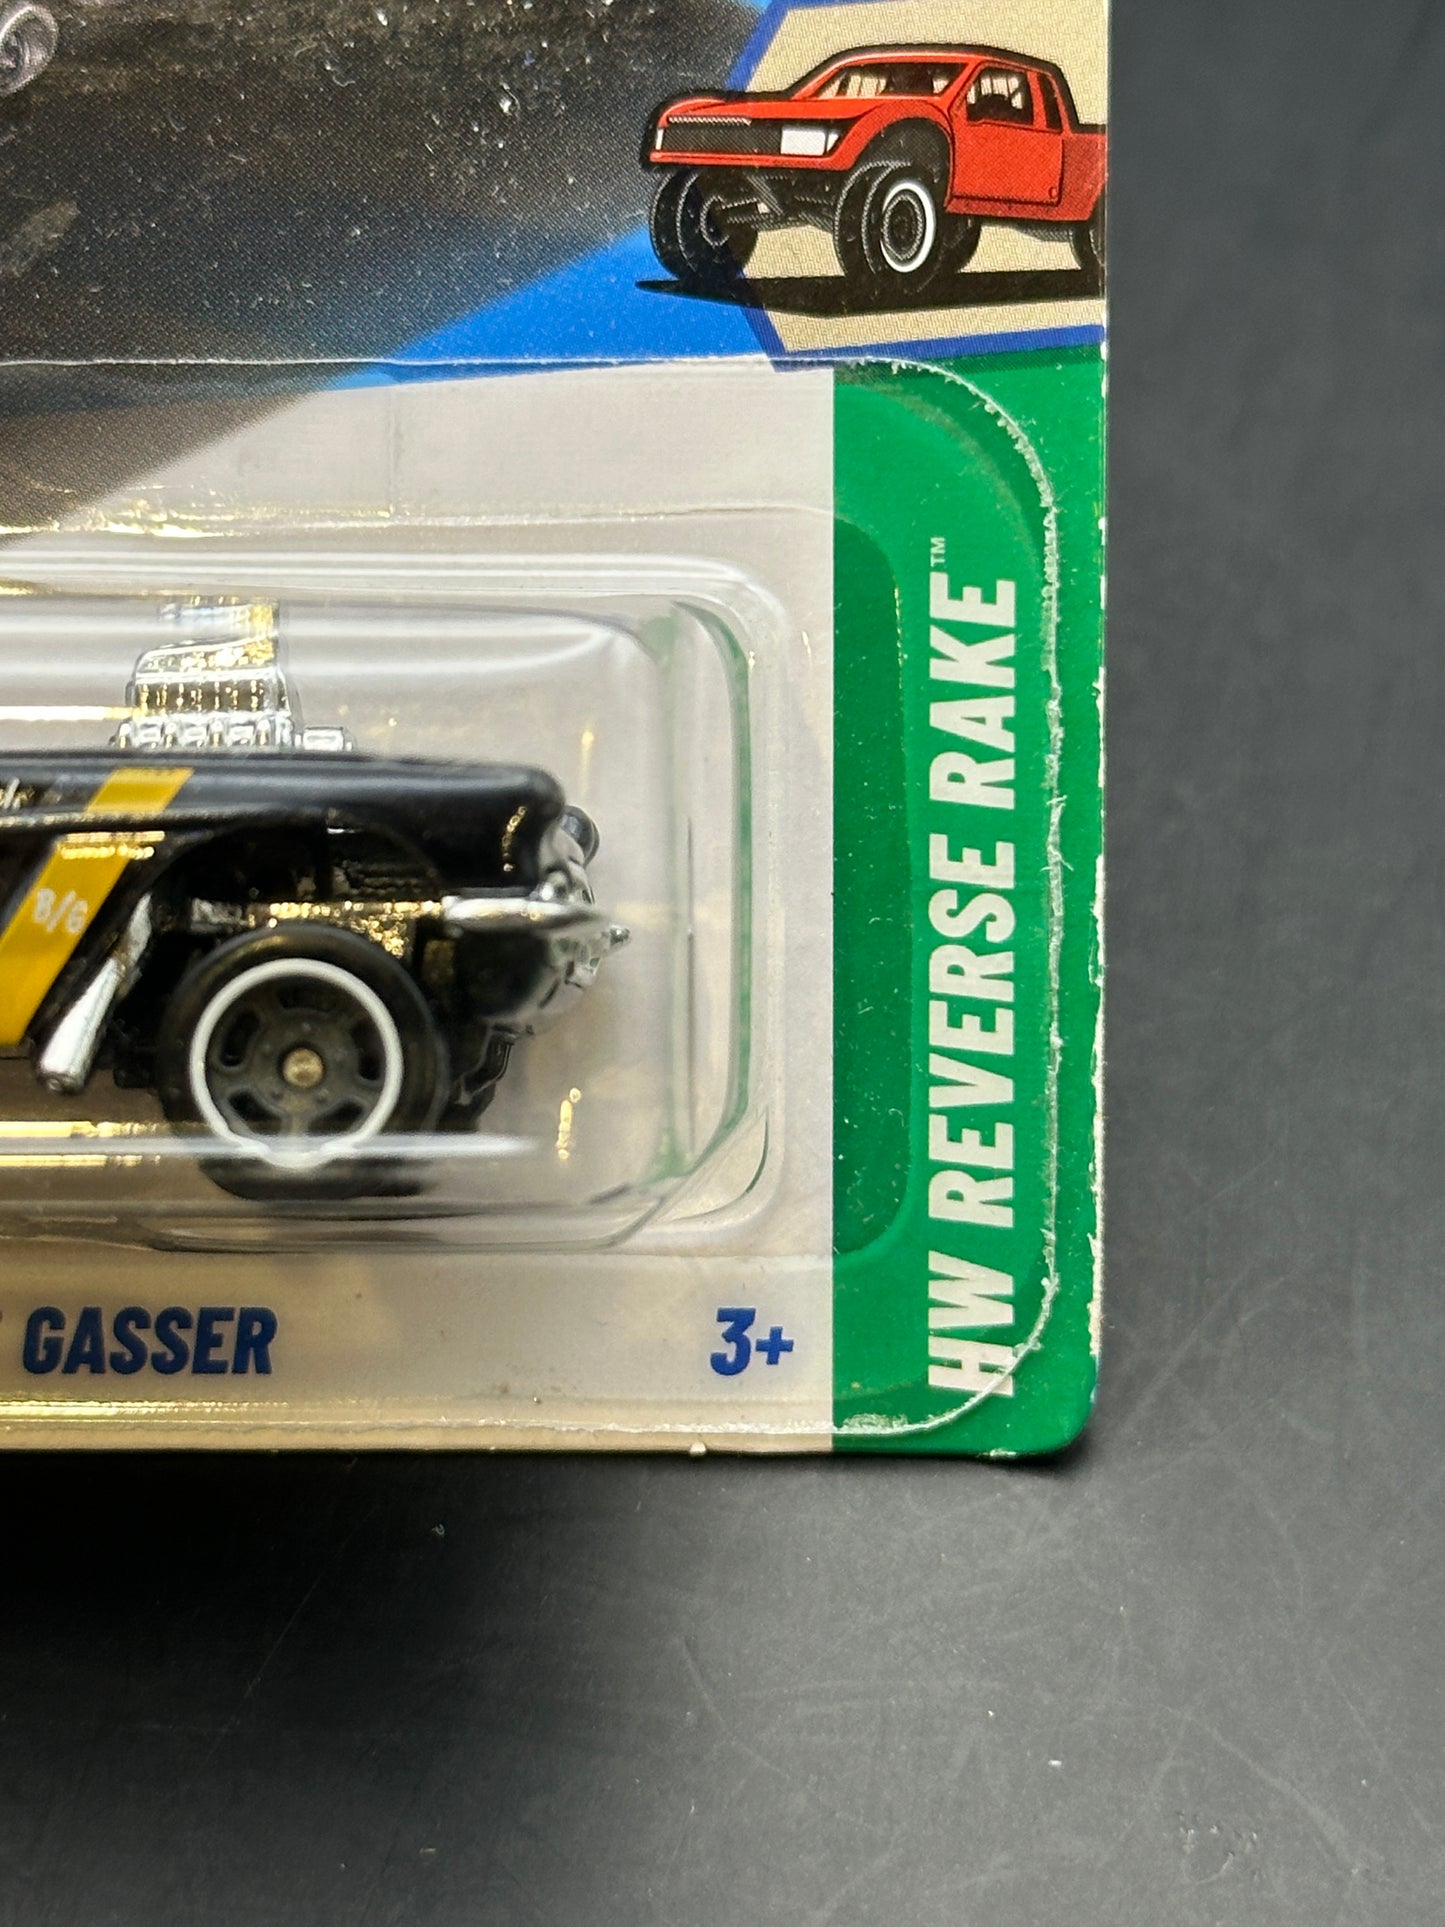 B/G
GASSER
3+
HW REVERSE RAKE™